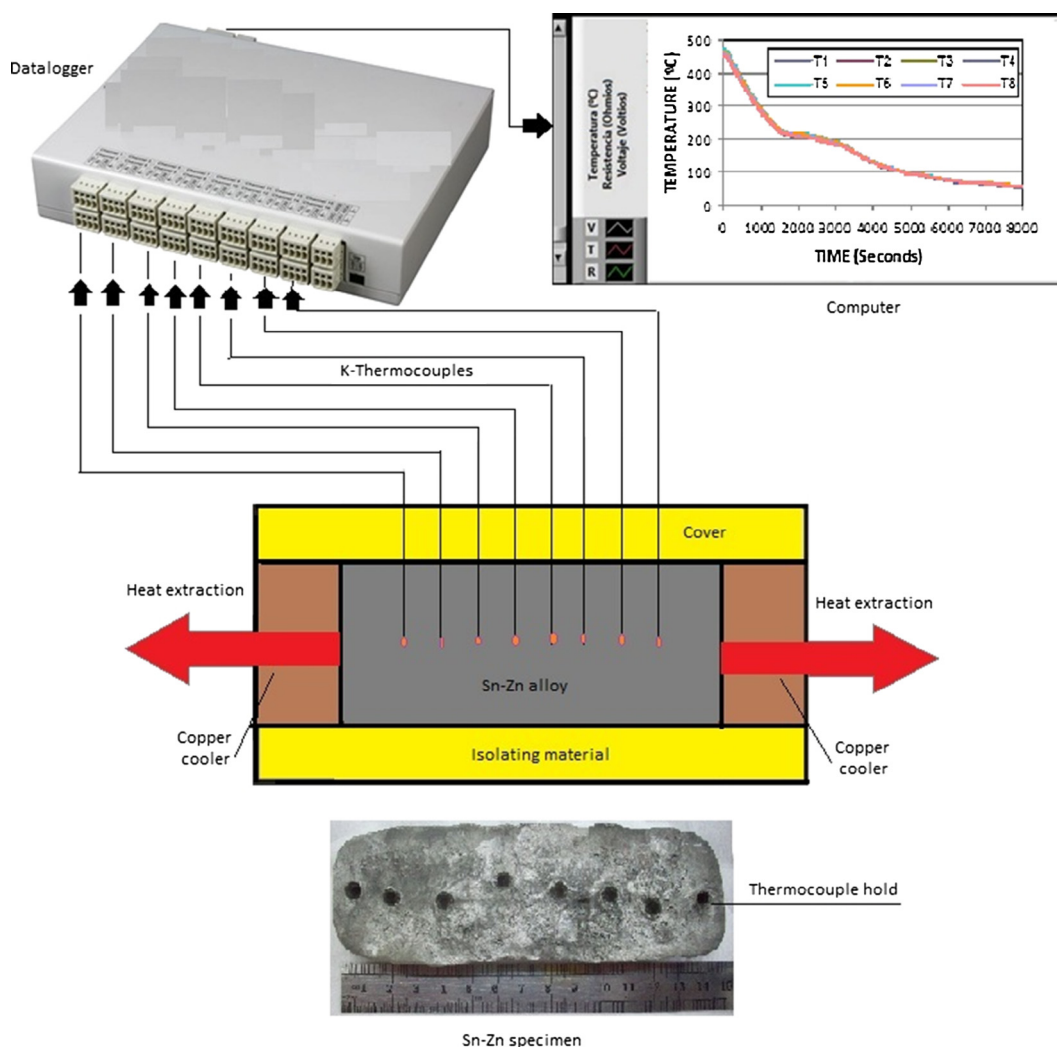 Datalogger
Temperatura (ºC)
Resistencia (Ohmios)
Voltaje (Voltios)
V
T
R
TEMPERATURE (ºC)
500
400
300
200
100
0
T1 T2 T3 T4
T5 T6 T7 T8
0 1000 2000 3000 4000 5000 6000 7000 8000
TIME (Seconds)
Computer
K-Thermocouples
Cover
Heat extraction
Heat extraction
Sn-Zn alloy
Copper
cooler
Isolating material
Copper
cooler
Thermocouple hold
Sn-Zn specimen